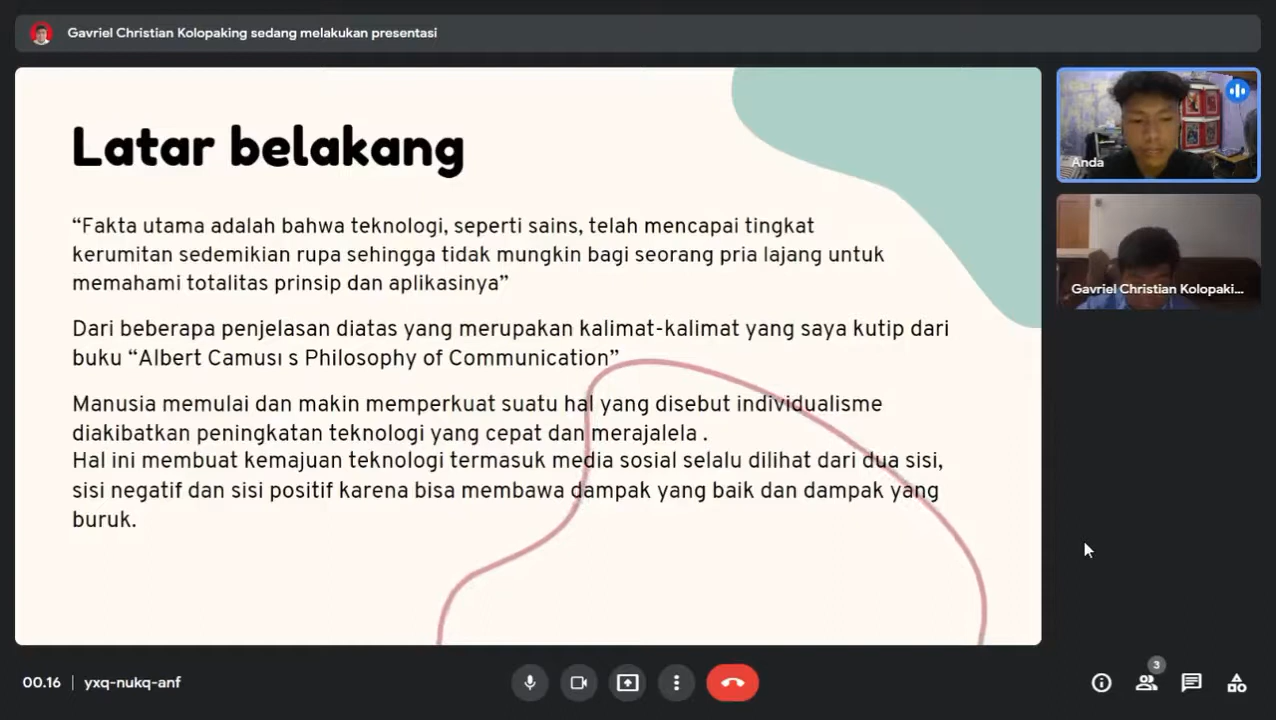 Gavriel Christian Kolopaking sedang melakukan presentasi
Latar belakang
“Fakta utama adalah bahwa teknologi, seperti sains, telah mencapai tingkat
kerumitan sedemikian rupa sehingga tidak mungkin bagi seorang pria lajang untuk
memahami totalitas prinsip dan aplikasinya”
Dari beberapa penjelasan diatas yang merupakan kalimat-kalimat yang saya kutip dari
buku “Albert Camusı s Philosophy of Communication”
Manusia memulai dan makin memperkuat suatu hal yang disebut individualisme
diakibatkan peningkatan teknologi yang cepat dan merajalela .
Hal ini membuat kemajuan teknologi termasuk media sosial selalu dilihat dari dua sisi,
sisi negatif dan sisi positif karena bisa membawa dampak yang baik dan dampak yang
buruk.
Anda
Gavriel Christian Kolopaki...
00.16 | yxq-nukq-anf
3